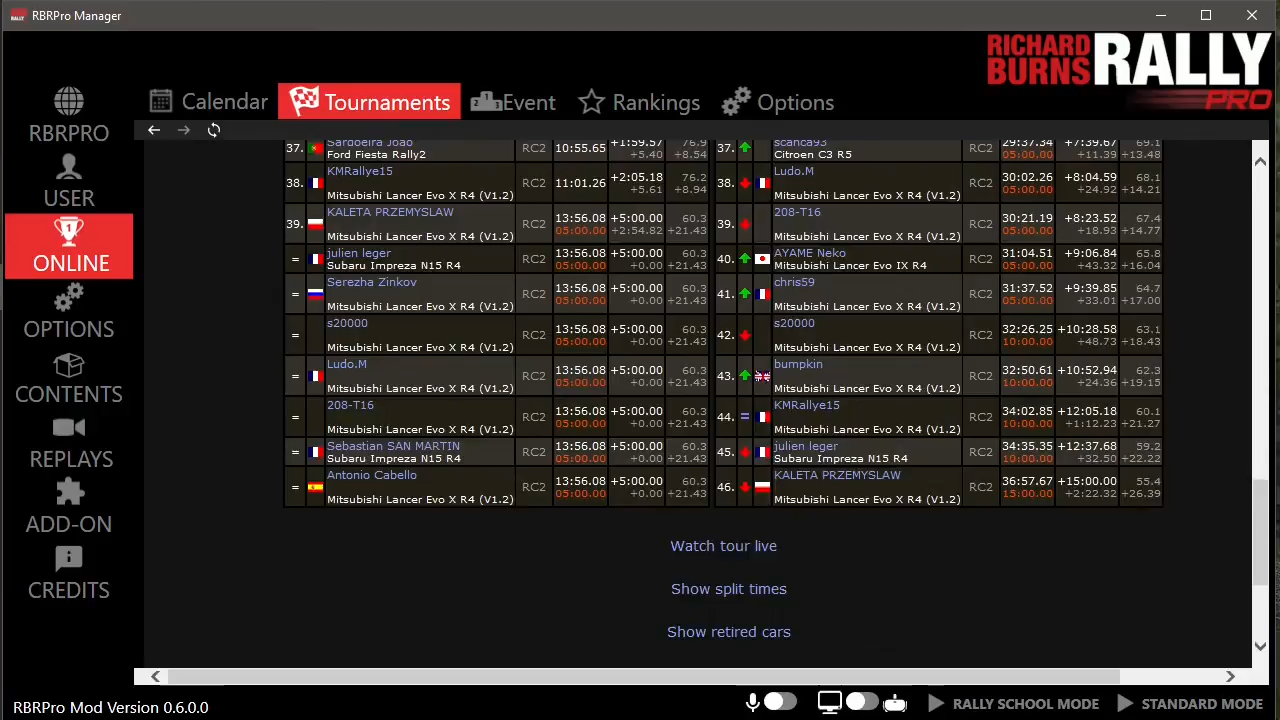 RBRPro Manager
RICHARD BURNS RALLY PRO
Calendar Tournaments Event Rankings Options
RBRPRO
USER
ONLINE
OPTIONS
CONTENTS
REPLAYS
ADD-ON
CREDITS
37. Sardoeira Joao Ford Fiesta Rally2 RC2 10:55.65 +1:59.57 +5.40 76.9 +8.54
38. KMRallye15 Mitsubishi Lancer Evo X R4 (V1.2) RC2 11:01.26 +2:05.18 +5.61 76.2 +8.94
39. KALETA PRZEMYSLAW Mitsubishi Lancer Evo X R4 (V1.2) RC2 13:56.08 05:00.00 +5:00.00 +2:54.82 60.3 +21.43
= julien leger Subaru Impreza N15 R4 RC2 13:56.08 05:00.00 +5:00.00 +0.00 60.3 +21.43
= Serezha Zinkov Mitsubishi Lancer Evo X R4 (V1.2) RC2 13:56.08 05:00.00 +5:00.00 +0.00 60.3 +21.43
= s20000 Mitsubishi Lancer Evo X R4 (V1.2) RC2 13:56.08 05:00.00 +5:00.00 +0.00 60.3 +21.43
= Ludo.M Mitsubishi Lancer Evo X R4 (V1.2) RC2 13:56.08 05:00.00 +5:00.00 +0.00 60.3 +21.43
= 208-T16 Mitsubishi Lancer Evo X R4 (V1.2) RC2 13:56.08 05:00.00 +5:00.00 +0.00 60.3 +21.43
= Sebastian SAN MARTIN Subaru Impreza N15 R4 RC2 13:56.08 05:00.00 +5:00.00 +0.00 60.3 +21.43
= Antonio Cabello Mitsubishi Lancer Evo X R4 (V1.2) RC2 13:56.08 05:00.00 +5:00.00 +0.00 60.3 +21.43
37. scanca93 Citroen C3 R5 RC2 29:37.34 05:00.00 +7:39.67 +11.39 69.1 +13.48
38. Ludo.M Mitsubishi Lancer Evo X R4 (V1.2) RC2 30:02.26 05:00.00 +8:04.59 +24.92 68.1 +14.21
39. 208-T16 Mitsubishi Lancer Evo X R4 (V1.2) RC2 30:21.19 05:00.00 +8:23.52 +18.93 67.4 +14.77
40. AYAME Neko Mitsubishi Lancer Evo IX R4 RC2 31:04.51 05:00.00 +9:06.84 +43.32 65.8 +16.04
41. chris59 Mitsubishi Lancer Evo X R4 (V1.2) RC2 31:37.52 05:00.00 +9:39.85 +33.01 64.7 +17.00
42. s20000 Mitsubishi Lancer Evo X R4 (V1.2) RC2 32:26.25 05:00.00 +10:28.58 +48.73 63.1 +18.43
43. bumpkin Mitsubishi Lancer Evo X R4 (V1.2) RC2 32:50.61 10:00.00 +10:52.94 +24.36 62.3 +19.15
44. = KMRallye15 Mitsubishi Lancer Evo X R4 (V1.2) RC2 34:02.85 10:00.00 +12:05.18 +1:12.23 60.1 +21.27
45. julien leger Subaru Impreza N15 R4 RC2 34:35.35 10:00.00 +12:37.68 +32.50 59.2 +22.22
46. KALETA PRZEMYSLAW Mitsubishi Lancer Evo X R4 (V1.2) RC2 36:57.67 15:00.00 +15:00.00 +2:22.32 55.4 +26.39
Watch tour live
Show split times
Show retired cars
RBRPro Mod Version 0.6.0.0
RALLY SCHOOL MODE
STANDARD MODE